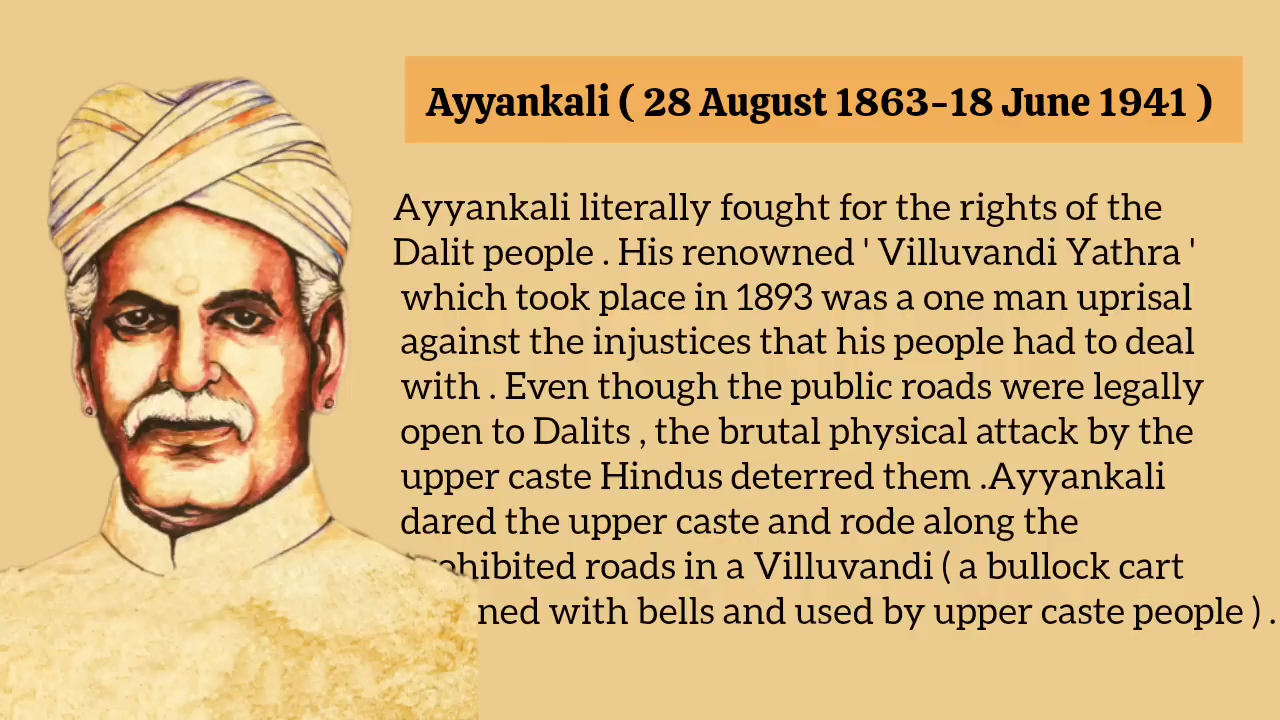 Ayyankali ( 28 August 1863-18 June 1941 )
Ayyankali literally fought for the rights of the
Dalit people . His renowned ' Villuvandi Yathra '
which took place in 1893 was a one man uprisal
against the injustices that his people had to deal
with . Even though the public roads were legally
open to Dalits , the brutal physical attack by the
upper caste Hindus deterred them .Ayyankali
dared the upper caste and rode along the
roads in a Villuvandi ( a bullock cart
with bells and used by upper caste people ) .